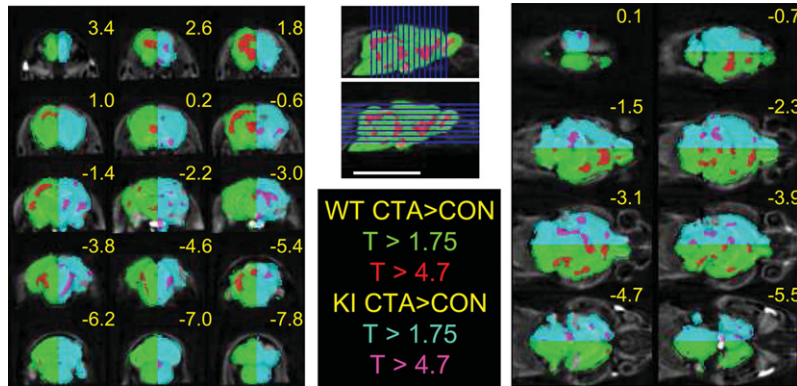 3.4 2.6 1.8
1.0 0.2 -0.6
-1.4 -2.2 -3.0
-3.8 -4.6 -5.4
-6.2 -7.0 -7.8
WT CTA>CON
T > 1.75
T > 4.7
KI CTA>CON
T > 1.75
T > 4.7
0.1 -0.7
-1.5 -2.3
-3.1 -3.9
-4.7 -5.5